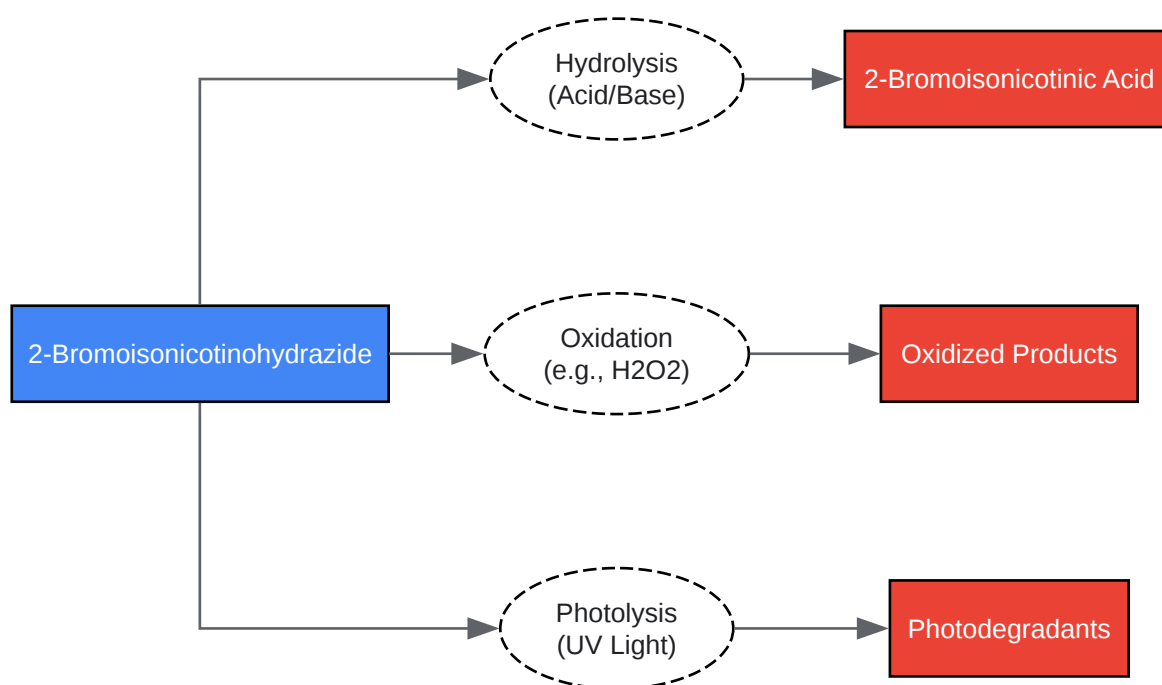 Hydrolysis
(Acid/Base)
2-Bromoisonicotinic Acid
2-Bromoisonicotinohydrazide
Oxidation
(e.g., H2O2)
Oxidized Products
Photolysis
(UV Light)
Photodegradants